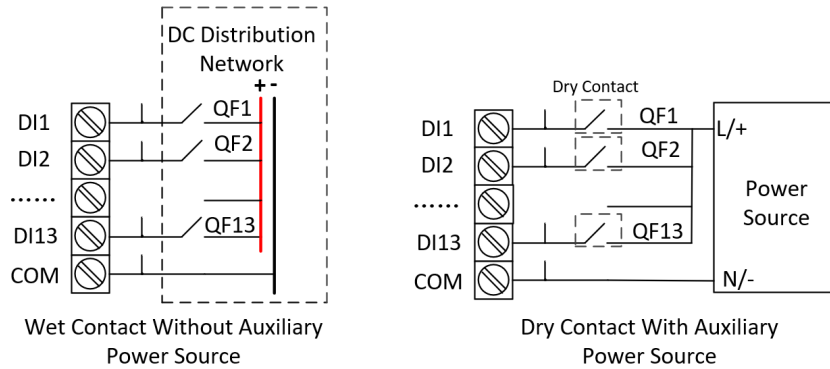 DC Distribution
Network
+ -
DI1
QF1
DI2
QF2
......
DI13
QF13
COM
Wet Contact Without Auxiliary
Power Source
Dry Contact
DI1
QF1
L/+
DI2
QF2
......
Power
Source
DI13
QF13
COM
N/-
Dry Contact With Auxiliary
Power Source